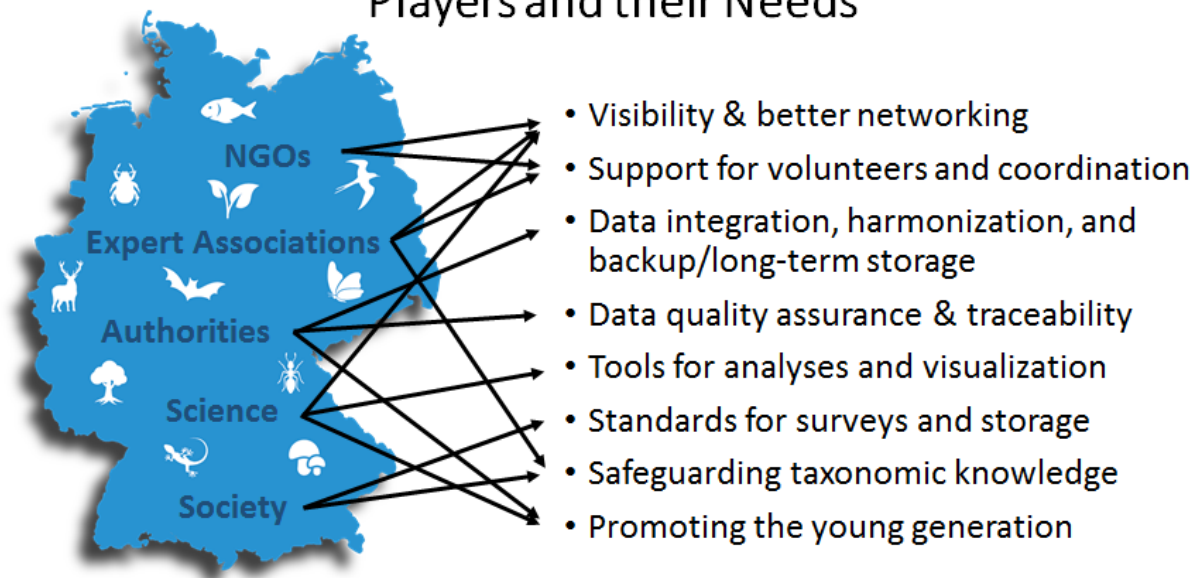 Players and their Needs
NGOs
Expert Associations
Authorities
Science
Society
• Visibility & better networking
• Support for volunteers and coordination
• Data integration, harmonization, and
backup/long-term storage
• Data quality assurance & traceability
• Tools for analyses and visualization
• Standards for surveys and storage
• Safeguarding taxonomic knowledge
• Promoting the young generation